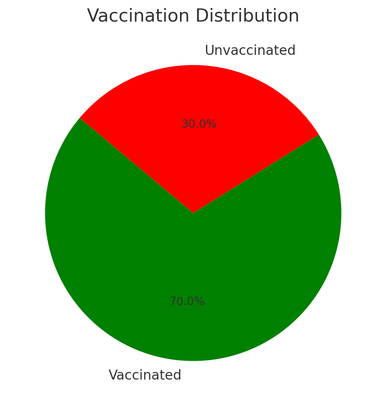 Vaccination Distribution
Unvaccinated
30.0%
70.0%
Vaccinated